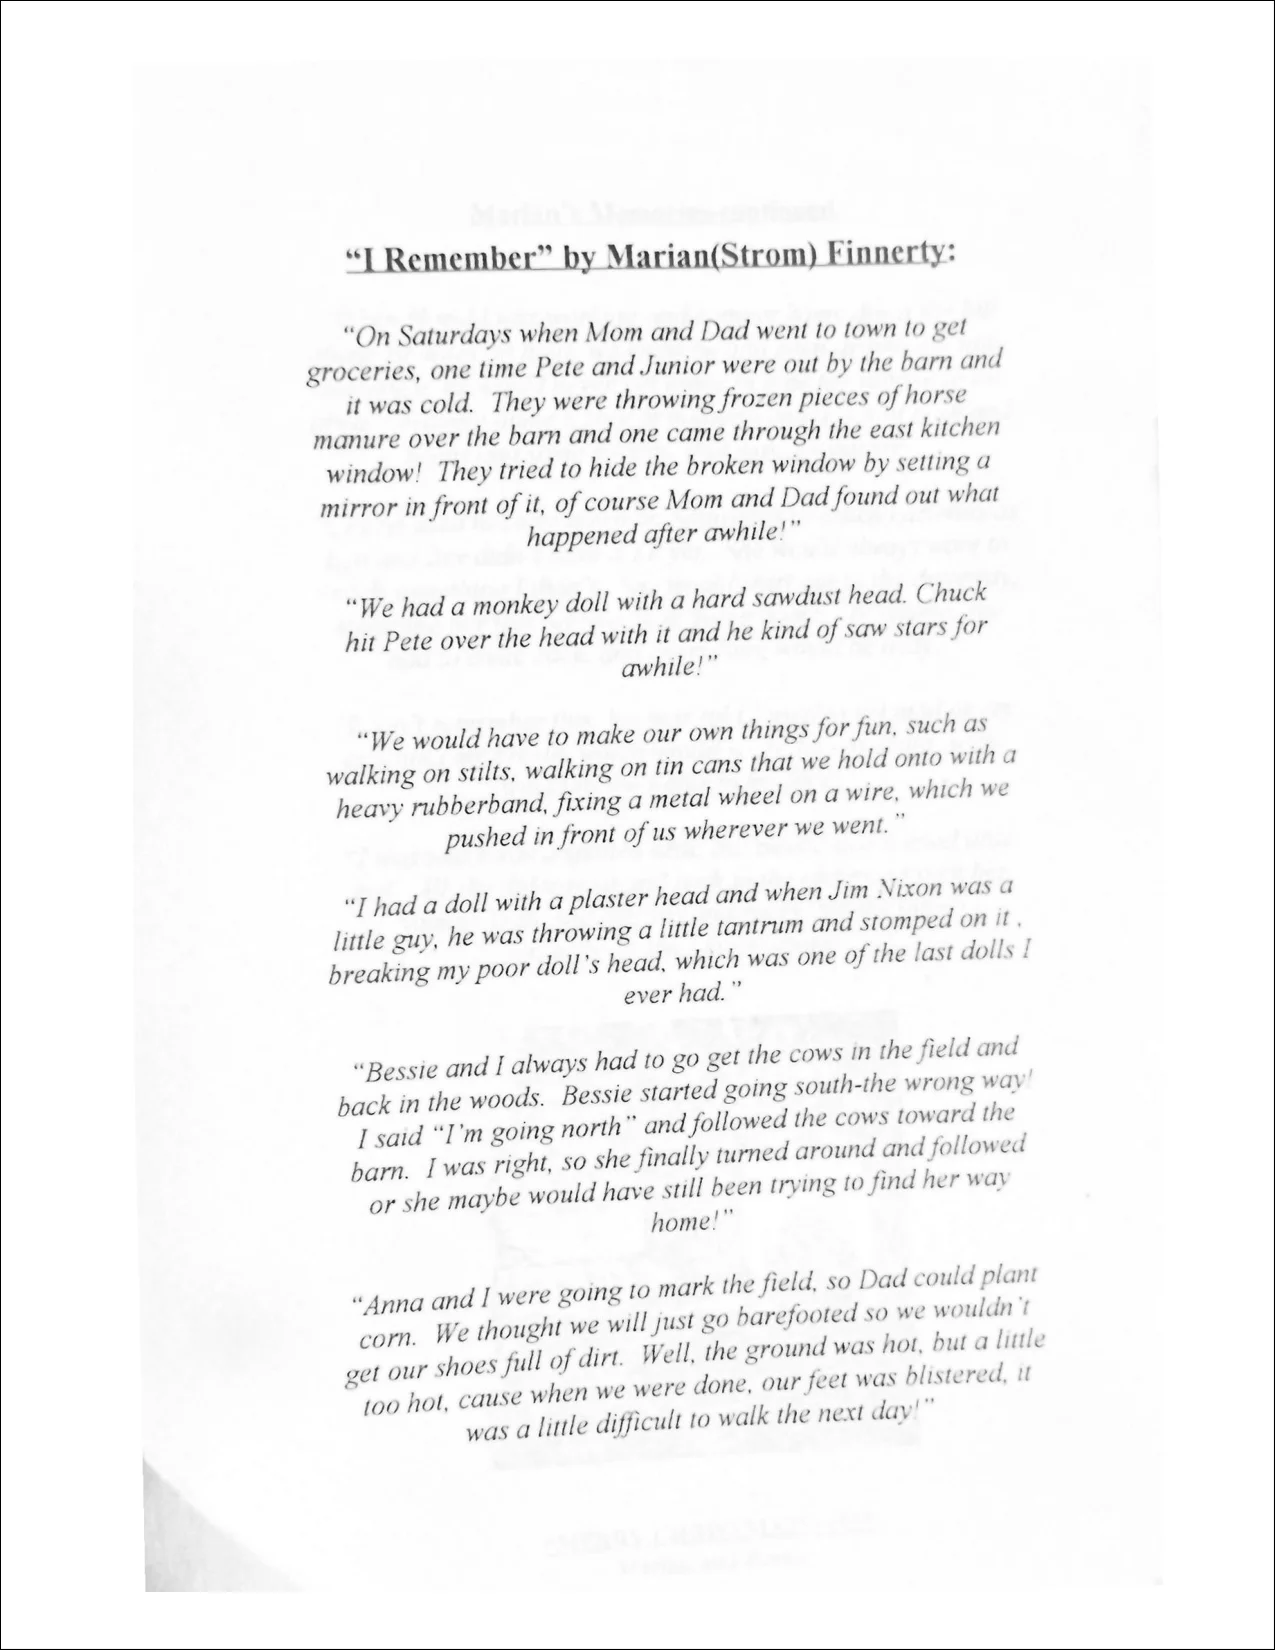 “I Remember” by Marian(Strom) Finnerty:
“On Saturdays when Mom and Dad went to town to get
groceries, one time Pete and Junior were out by the barn and
it was cold. They were throwing frozen pieces of horse
manure over the barn and one came through the east kitchen
window! They tried to hide the broken window by setting a
mirror in front of it, of course Mom and Dad found out what
happened after awhile!”
“We had a monkey doll with a hard sawdust head. Chuck
hit Pete over the head with it and he kind of saw stars for
awhile!”
“We would have to make our own things for fun, such as
walking on stilts, walking on tin cans that we hold onto with a
heavy rubberband, fixing a metal wheel on a wire, which we
pushed in front of us wherever we went.”
“I had a doll with a plaster head and when Jim Nixon was a
little guy, he was throwing a little tantrum and stomped on it ,
breaking my poor doll’s head, which was one of the last dolls I
ever had.”
“Bessie and I always had to go get the cows in the field and
back in the woods. Bessie started going south-the wrong way!
I said “I’m going north” and followed the cows toward the
barn. I was right, so she finally turned around and followed
or she maybe would have still been trying to find her way
home!”
“Anna and I were going to mark the field, so Dad could plant
corn. We thought we will just go barefooted so we wouldn’t
get our shoes full of dirt. Well, the ground was hot, but a little
too hot, cause when we were done, our feet was blistered, it
was a little difficult to walk the next day!”